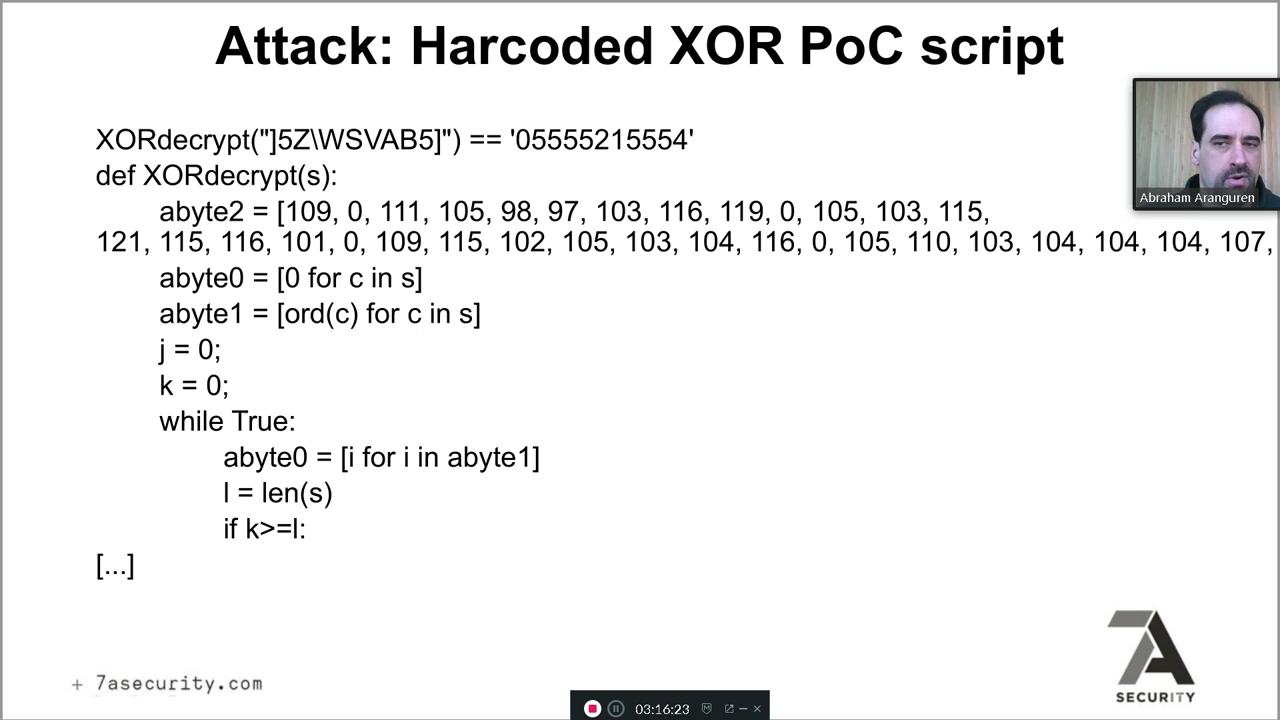 Attack: Harcoded XOR PoC script
XORdecrypt("]5Z\WSVAB5]") == '05555215554'
def XORdecrypt(s):
abyte2 = [109, 0, 111, 105, 98, 97, 103, 116, 119, 0, 105, 103, 115,
121, 115, 116, 101, 0, 109, 115, 102, 105, 103, 104, 116, 0, 105, 110, 103, 104, 104, 104, 107,
abyte0 = [0 for c in s]
abyte1 = [ord(c) for c in s]
j = 0;
k = 0;
while True:
abyte0 = [i for i in abyte1]
l = len(s)
if k>=l:
[...]
Abraham Aranguren
+ 7asecurity.com
7A
SECURITY
03:16:23